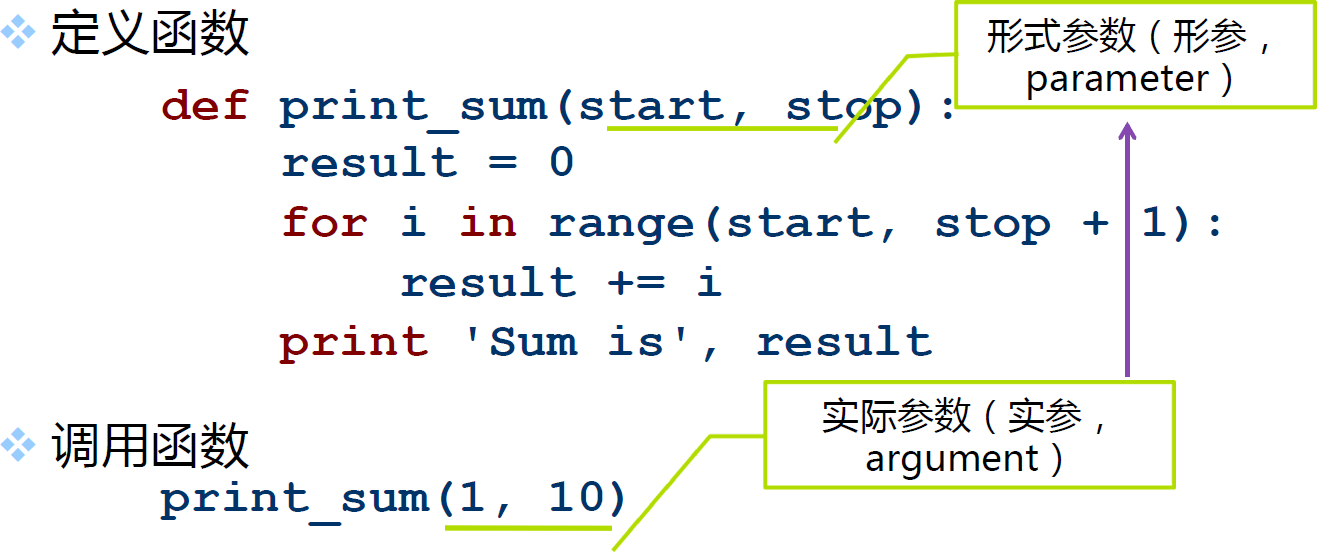 定义函数
形式参数（形参，
parameter）
def print_sum(start, stop):
    result = 0
    for i in range(start, stop + 1):
        result += i
    print 'Sum is', result
实际参数（实参，
argument）
调用函数
print_sum(1, 10)